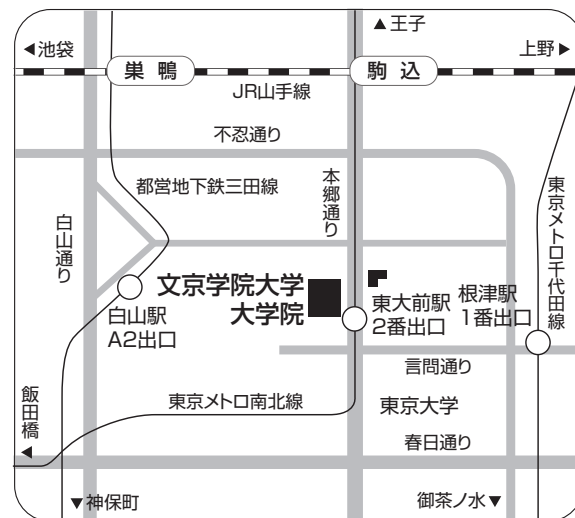 ▲王子
◀池袋
上野▶
巣鴨
駒込
JR山手線
不忍通り
都営地下鉄三田線
本郷通り
東京メトロ千代田線
白山通り
文京学院大学
大学院
東大前駅
2番出口
根津駅
1番出口
白山駅
A2出口
言問通り
東京メトロ南北線
東京大学
飯田橋
◀
春日通り
▼神保町
御茶ノ水▼